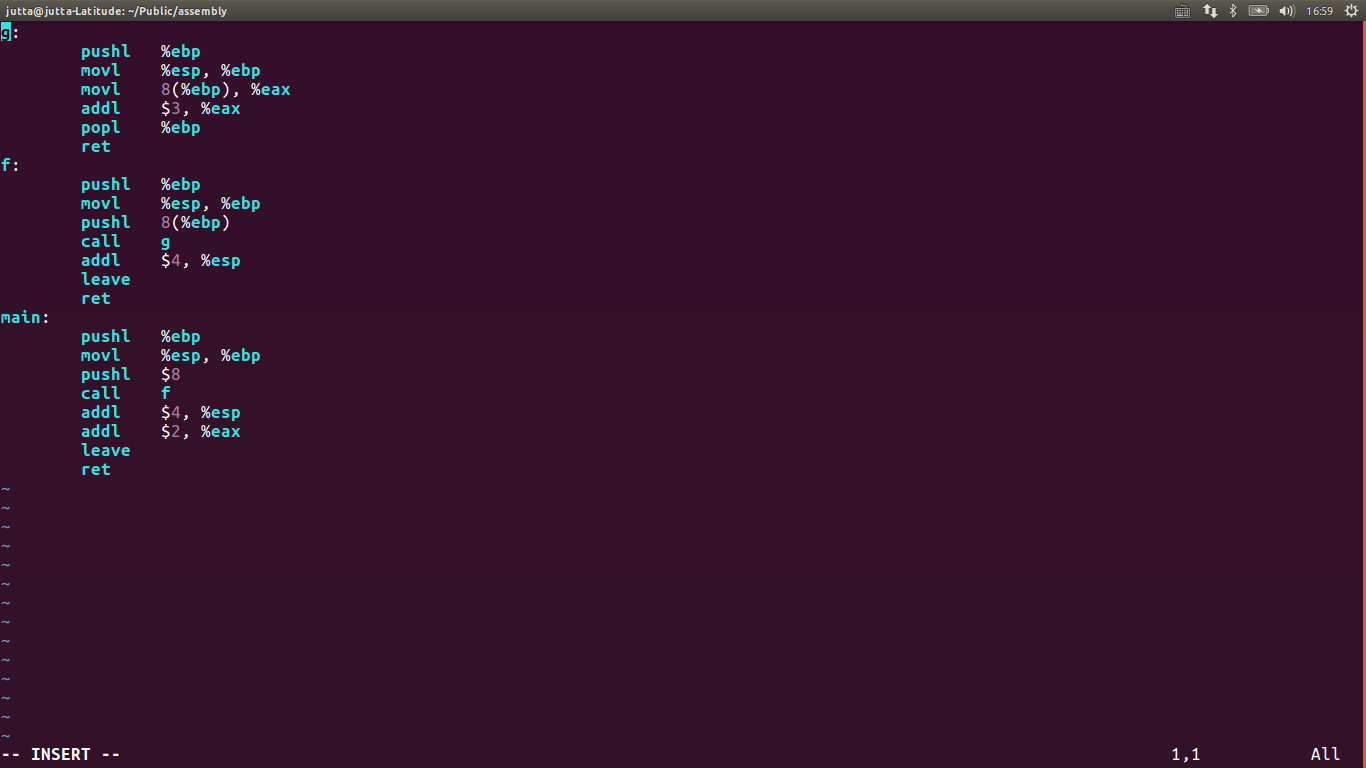 jutta@jutta-Latitude: ~/Public/assembly 16:59
g:
        pushl   %ebp
        movl    %esp, %ebp
        movl    8(%ebp), %eax
        addl    $3, %eax
        popl    %ebp
        ret
f:
        pushl   %ebp
        movl    %esp, %ebp
        pushl   8(%ebp)
        call    g
        addl    $4, %esp
        leave
        ret
main:
        pushl   %ebp
        movl    %esp, %ebp
        pushl   $8
        call    f
        addl    $4, %esp
        addl    $2, %eax
        leave
        ret
~
~
~
~
~
~
~
~
~
~
~
~
~
~
-- INSERT -- 1,1 All